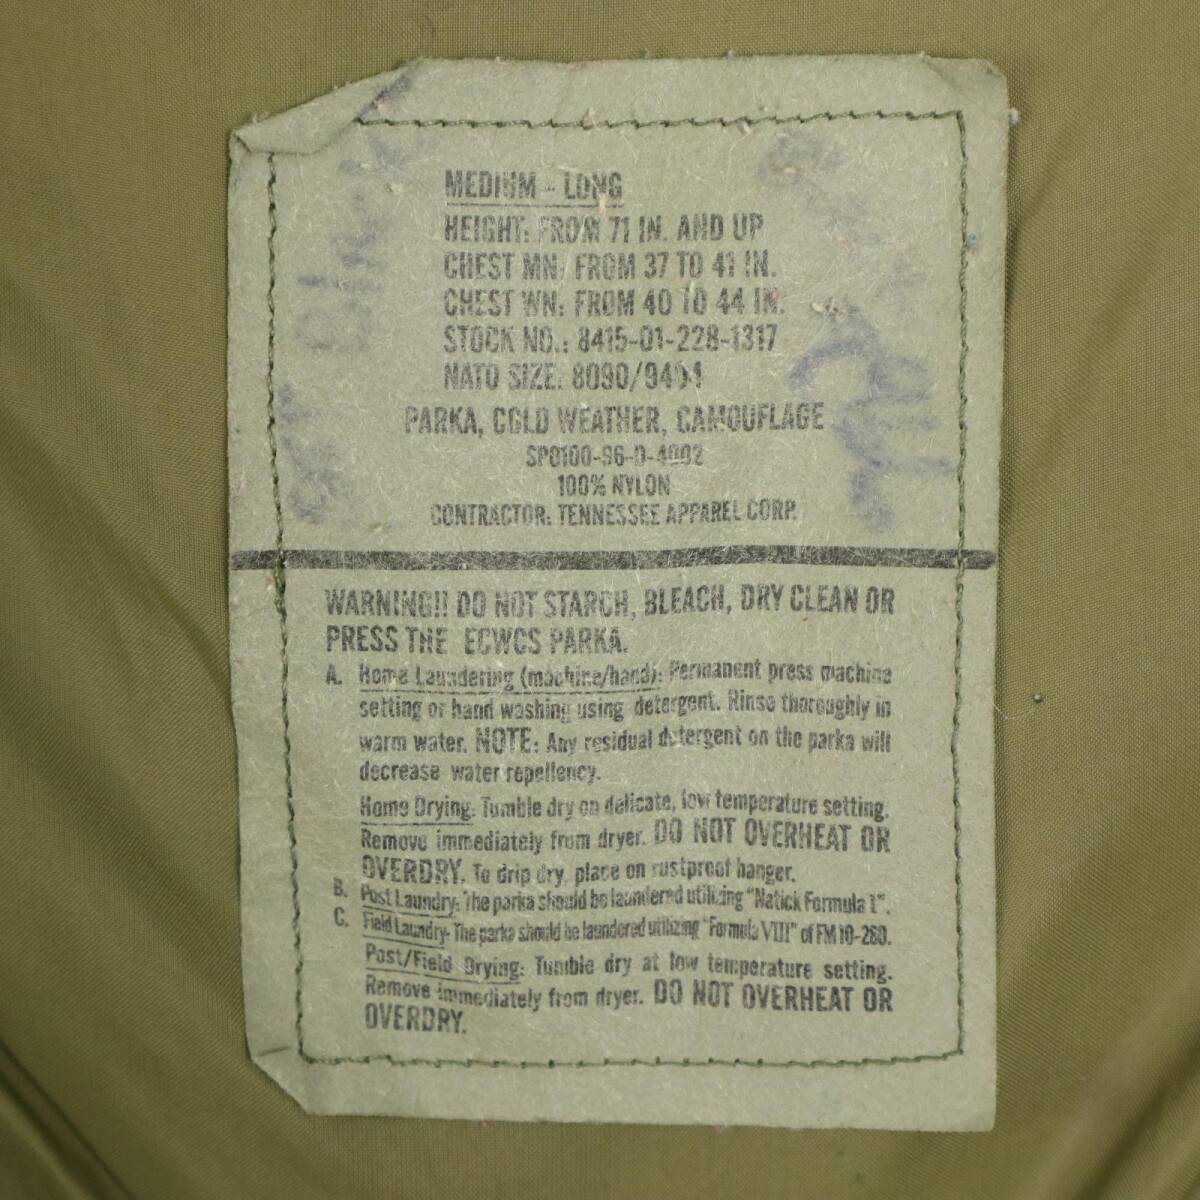 MEDIUM - LONG
HEIGHT: FROM 71 IN. AND UP
CHEST MN: FROM 37 TO 41 IN.
CHEST WN: FROM 40 TO 44 IN.
STOCK NO.: 8415-01-228-1317
NATO SIZE: 8090/9404
PARKA, COLD WEATHER, CAMOUFLAGE
SP0100-96-D-4002
100% NYLON
CONTRACTOR: TENNESSEE APPAREL CORP.
WARNING!! DO NOT STARCH, BLEACH, DRY CLEAN OR
PRESS THE ECWCS PARKA.
A. Home Laundering (machine/hand): Permanent press machine
setting or hand washing using detergent. Rinse thoroughly in
warm water. NOTE: Any residual detergent on the parka will
decrease water repellency.
Home Drying: Tumble dry on delicate, low temperature setting.
Remove immediately from dryer. DO NOT OVERHEAT OR
OVERDRY. To drip dry, place on rustproof hanger.
B. Post Laundry: The parka should be laundered utilizing "Natick Formula 1".
C. Field Laundry: The parka should be laundered utilizing "Formula VIII" of FM 10-280.
Post/Field Drying: Tumble dry at low temperature setting.
Remove immediately from dryer. DO NOT OVERHEAT OR
OVERDRY.